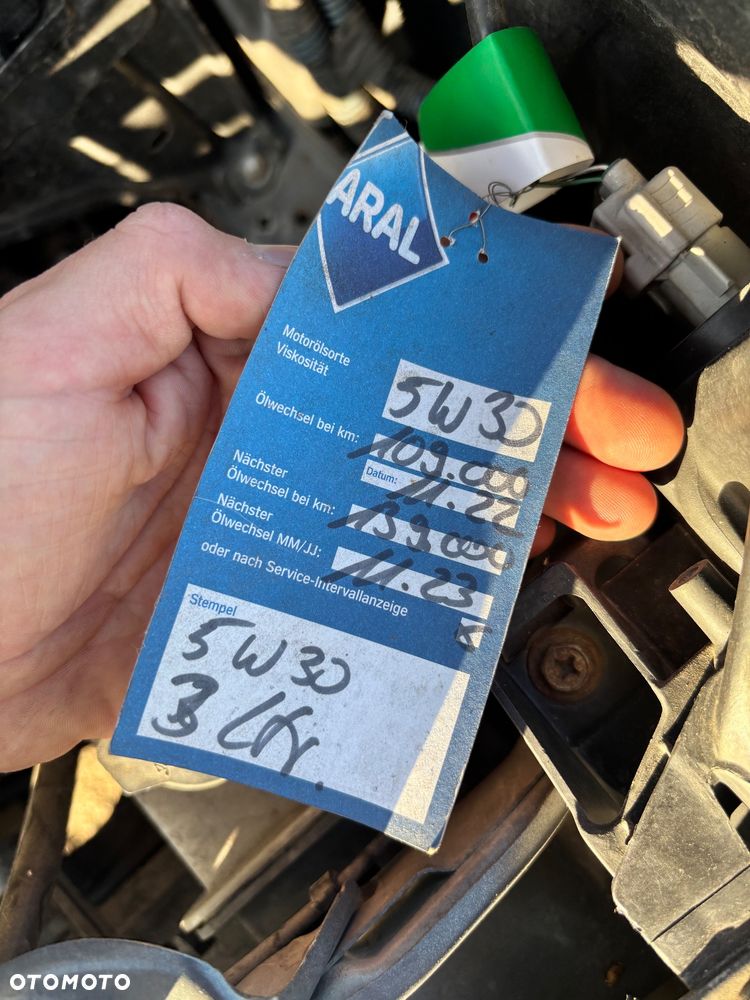 ARAL
Motorölsorte
Viskosität
5W30
Ölwechsel bei km:
109.000
Datum:
11.22
Nächster
Ölwechsel bei km:
139.000
Nächster
Ölwechsel MM/JJ:
11.23
oder nach Service-Intervallanzeige
Stempel
5W30
3 Ltr.
OTOMOTO